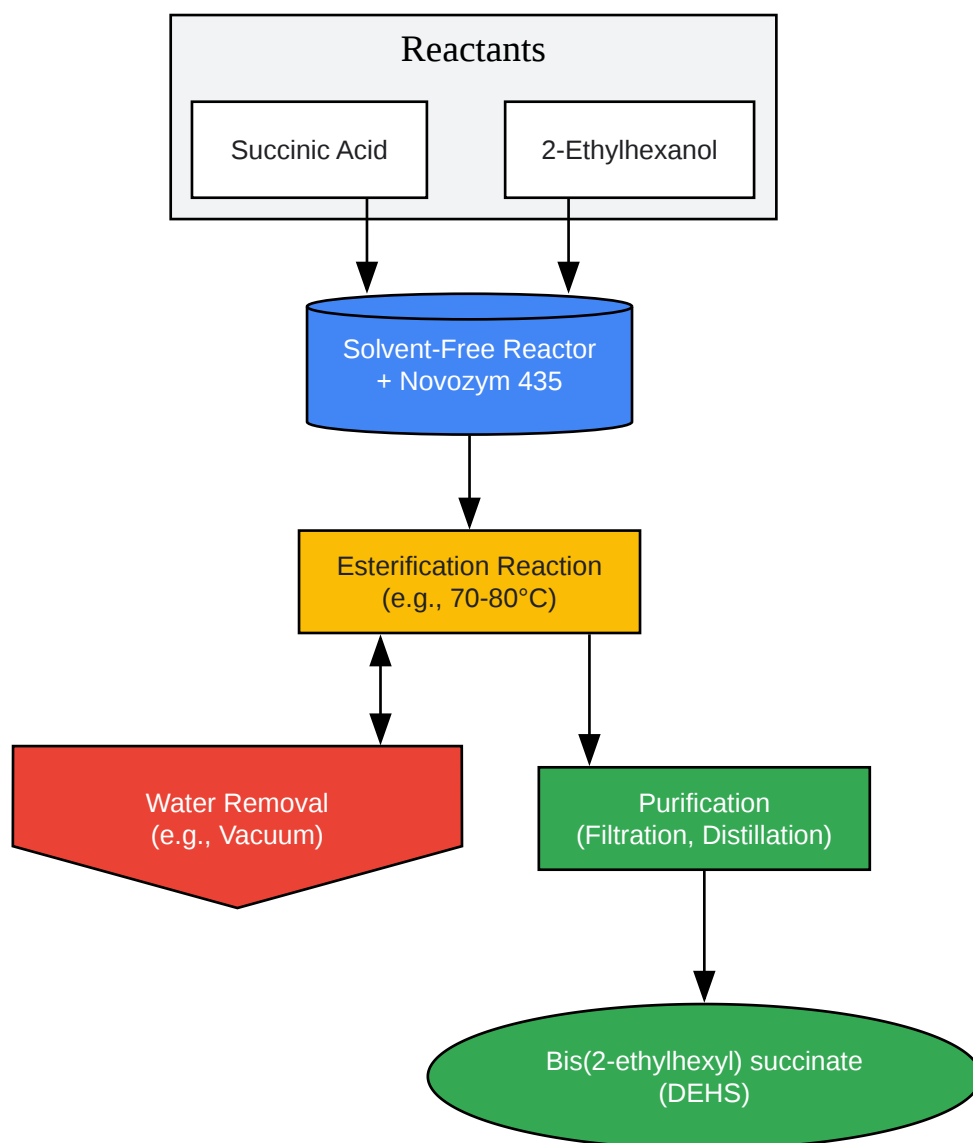 Reactants
Succinic Acid
2-Ethylhexanol
Solvent-Free Reactor
+ Novozym 435
Esterification Reaction
(e.g., 70-80°C)
Water Removal
(e.g., Vacuum)
Purification
(Filtration, Distillation)
Bis(2-ethylhexyl) succinate
(DEHS)